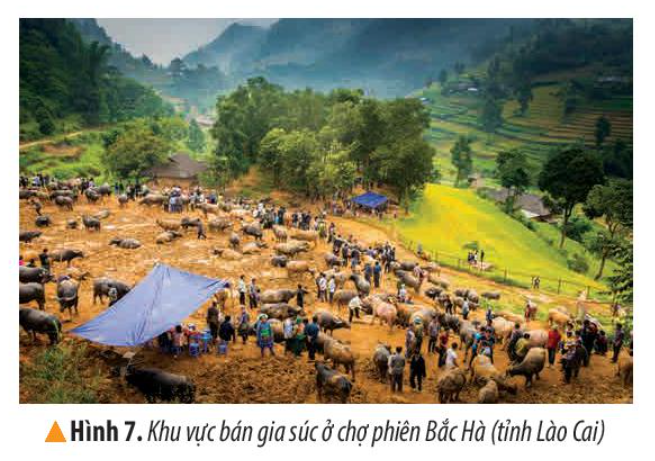 Hình 7. Khu vực bán gia súc ở chợ phiên Bắc Hà (tỉnh Lào Cai)